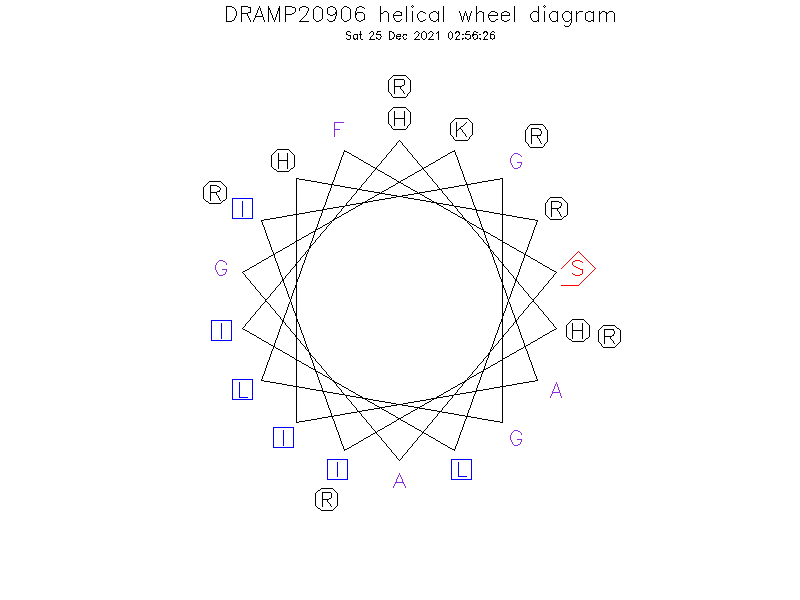 DRAMP20906 helical wheel diagram
Sat 25 Dec 2021 02:56:26
R
H
F
K
R
H
G
R
I
R
G
S
I
H
R
L
A
I
G
I
L
A
R